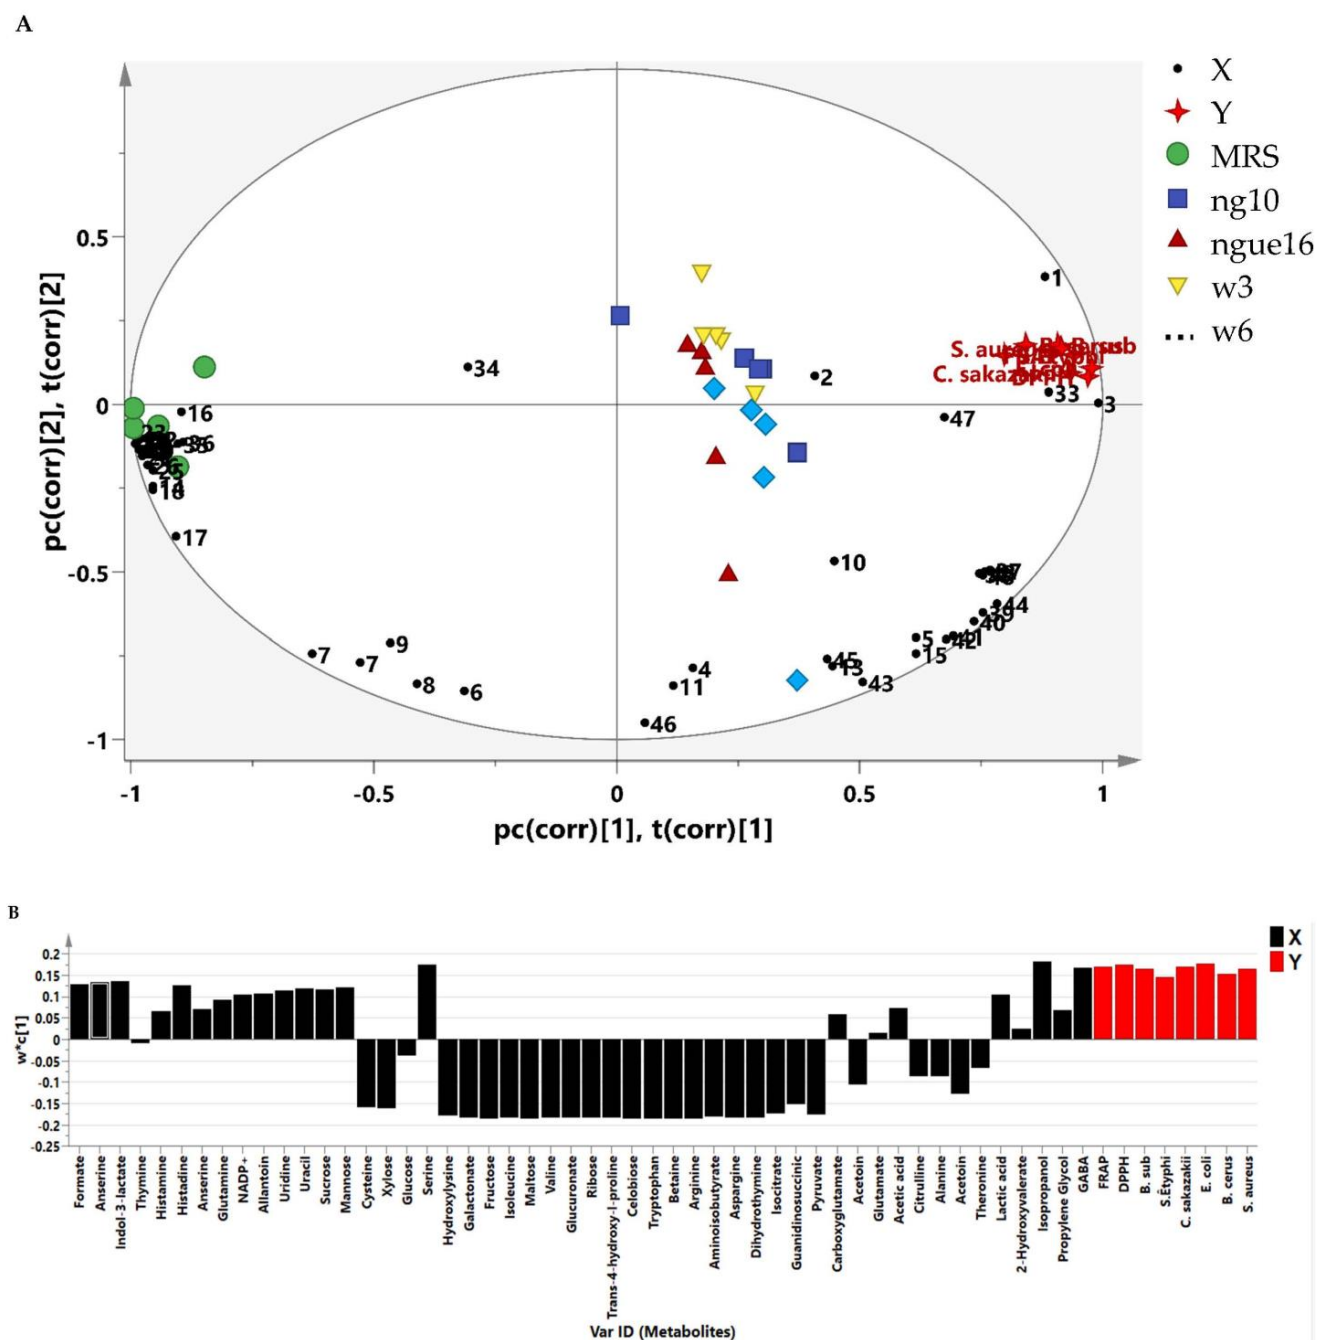 A
X
Y
MRS
ng10
ngue16
w3
w6
0.5
0
-0.5
-1
-1
-0.5
0
0.5
1
pc(corr)[2], t(corr)[2]
pc(corr)[1], t(corr)[1]
1
34
2
33
3
47
16
17
10
44
39
40
41
42
5
15
45
13
43
4
11
46
9
7
7
8
6
B
X
Y
w*c[1]
0.2
0.15
0.1
0.05
0
-0.05
-0.1
-0.15
-0.2
-0.25
Formate
Anserine
Indol-3-lactate
Thymine
Histamine
Histadine
Anserine
Glutamine
NADP+
Allantoin
Uridine
Uracil
Sucrose
Mannose
Cysteine
Xylose
Glucose
Serine
Hydroxylysine
Galactonate
Fructose
Isoleucine
Maltose
Valine
Glucuronate
Ribose
Trans-4-hydroxy-l-proline
Celobiose
Tryptophan
Betaine
Arginine
Aminoisobutyrate
Aspargine
Dihydrothymine
Isocitrate
Guanidinosuccinic
Pyruvate
Carboxyglutamate
Acetoin
Glutamate
Acetic acid
Citrulline
Alanine
Acetoin
Theronine
Lactic acid
2-Hydroxyvalerate
Isopropanol
Propylene Glycol
GABA
FRAP
DPPH
B. sub
S.Etyphi
C. sakazakii
E. coli
B. cerus
S. aureus
Var ID (Metabolites)